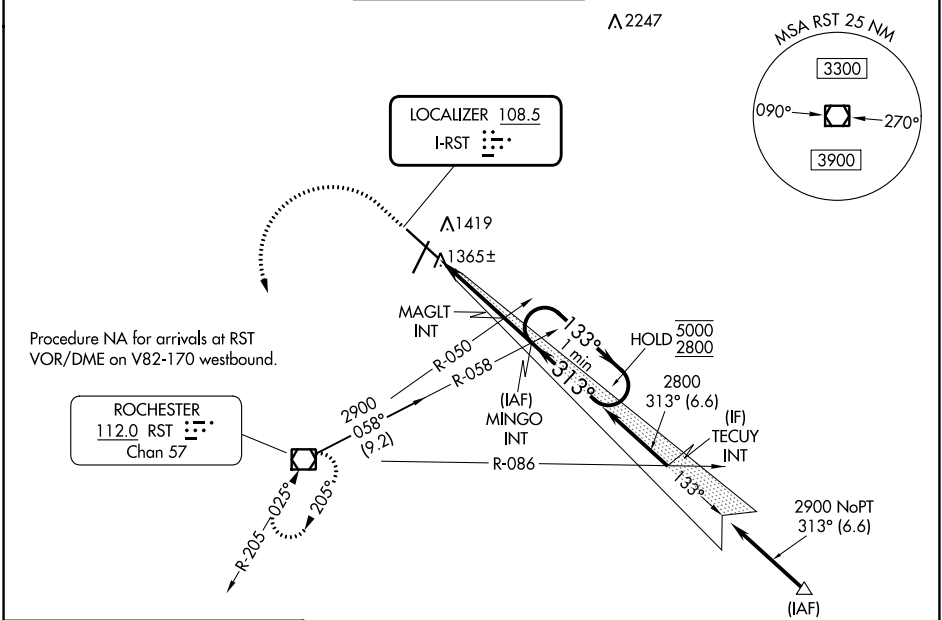 2247
MSA RST 25 NM
3300
090°
270°
3900
LOCALIZER 108.5
I-RST
1419
1365±
MAGLT
INT
R-050
R-058
133°
1 min
313°
HOLD
5000
2800
Procedure NA for arrivals at RST
VOR/DME on V82-170 westbound.
2900
058°
(9.2)
(IAF)
MINGO
INT
2800
313° (6.6)
(IF)
TECUY
INT
ROCHESTER
112.0 RST
Chan 57
R-086
133°
R-205
025°
205°
2900 NoPT
313° (6.6)
(IAF)